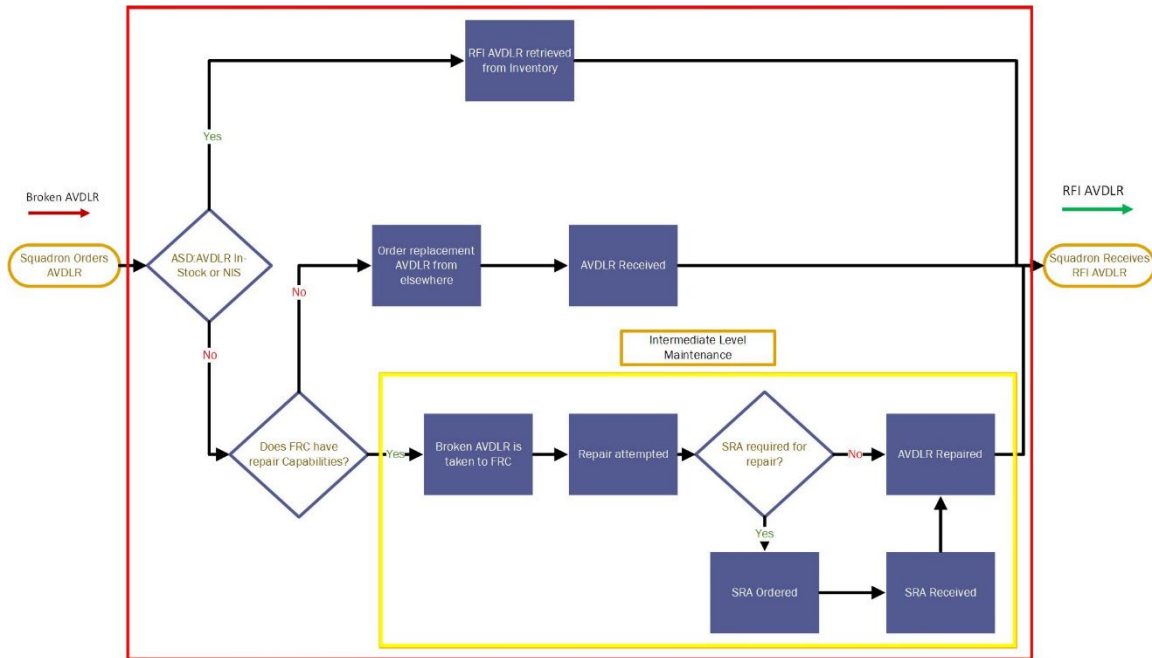 RFI AVDLR retrieved
from Inventory
Yes
Broken AVDLR
RFI AVDLR
Squadron Orders
AVDLR
ASD:AVDLR In-
Stock or NIS
Order replacement
AVDLR from
elsewhere
AVDLR Received
Squadron Receives
RFI AVDLR
No
No
Intermediate Level
Maintenance
Does FRC have
repair Capabilities?
Yes
Broken AVDLR is
taken to FRC
Repair attempted
SRA required for
repair?
No
AVDLR Repaired
Yes
SRA Ordered
SRA Received